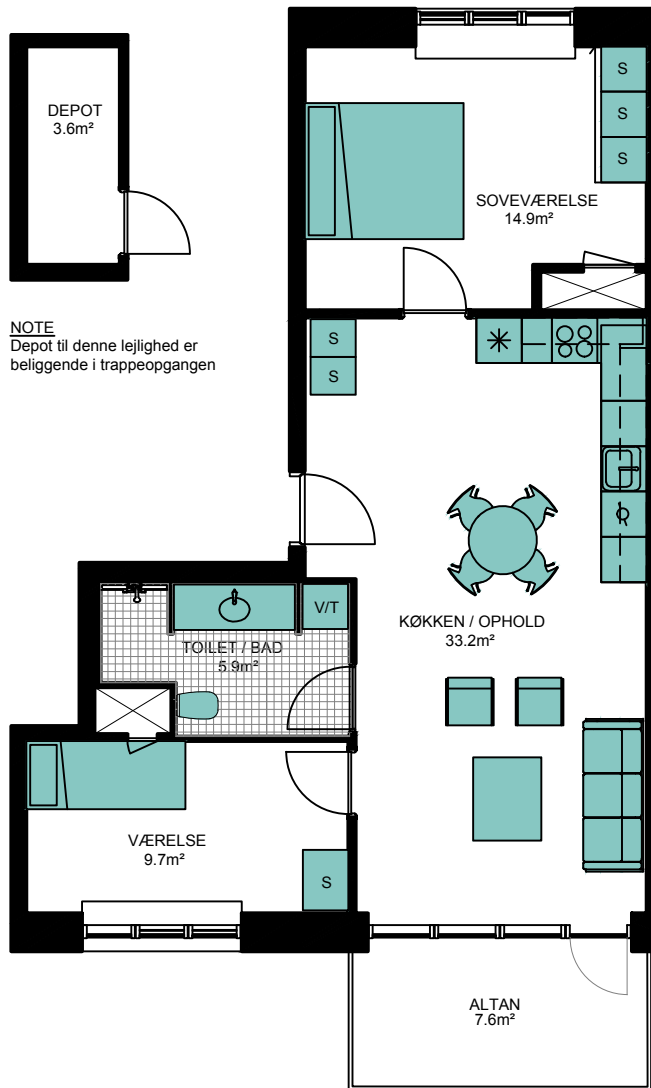 DEPOT
3.6m²
S
S
S
SOVEVÆRELSE
14.9m²
NOTE
Depot til denne lejlighed er
beliggende i trappeopgangen
S
S
KØKKEN / OPHOLD
33.2m²
V/T
TOILET / BAD
5.9m²
VÆRELSE
9.7m²
S
ALTAN
7.6m²